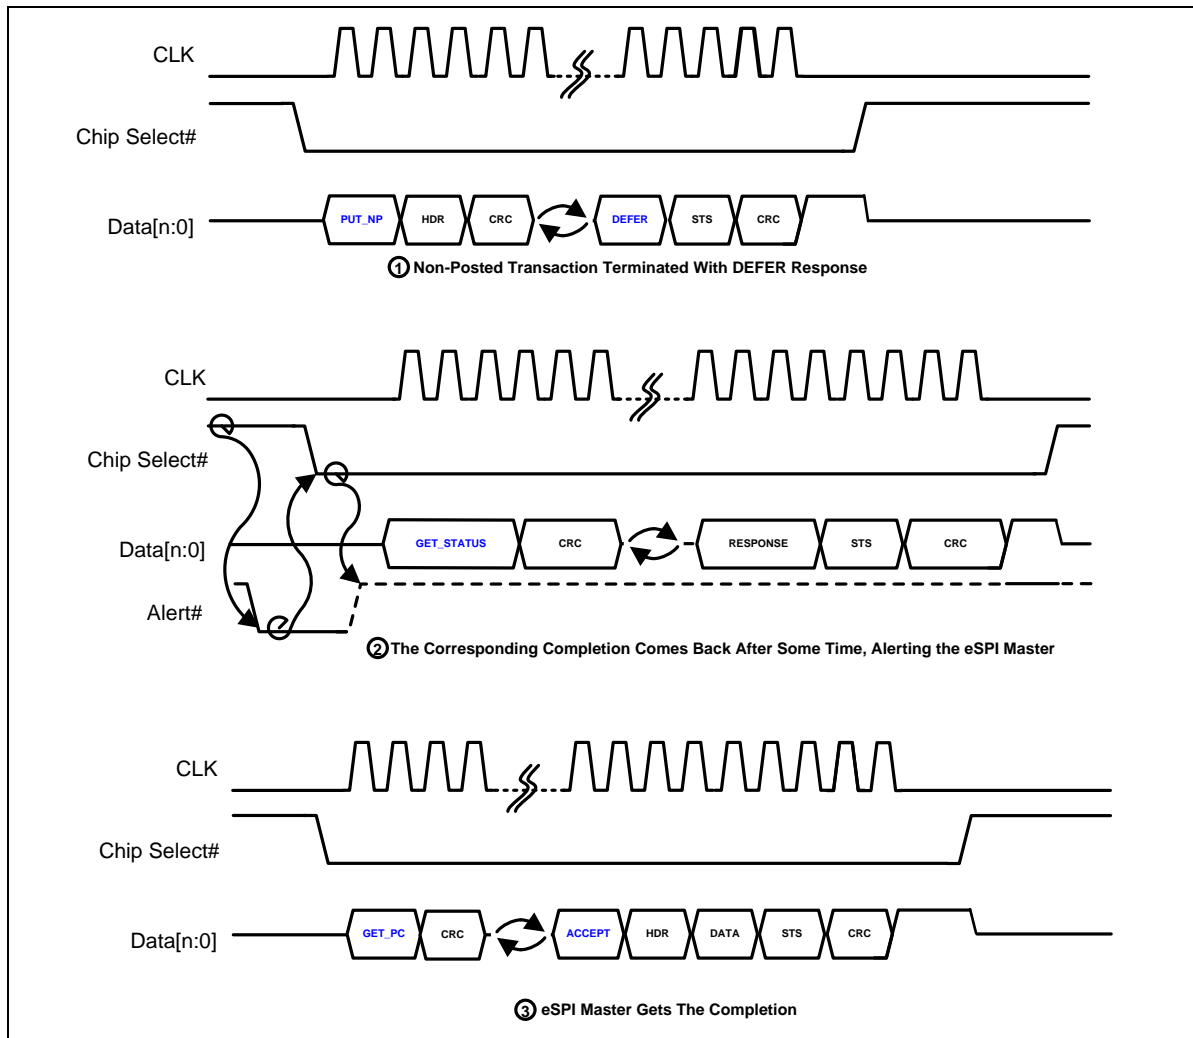 CLK
Chip Select#
Data[n:0]
PUT_NP HDR CRC DEFER STS CRC
1 Non-Posted Transaction Terminated With DEFER Response
CLK
Chip Select#
Data[n:0]
GET_STATUS CRC RESPONSE STS CRC
Alert#
2 The Corresponding Completion Comes Back After Some Time, Alerting the eSPI Master
CLK
Chip Select#
Data[n:0]
GET_PC CRC ACCEPT HDR DATA STS CRC
3 eSPI Master Gets The Completion